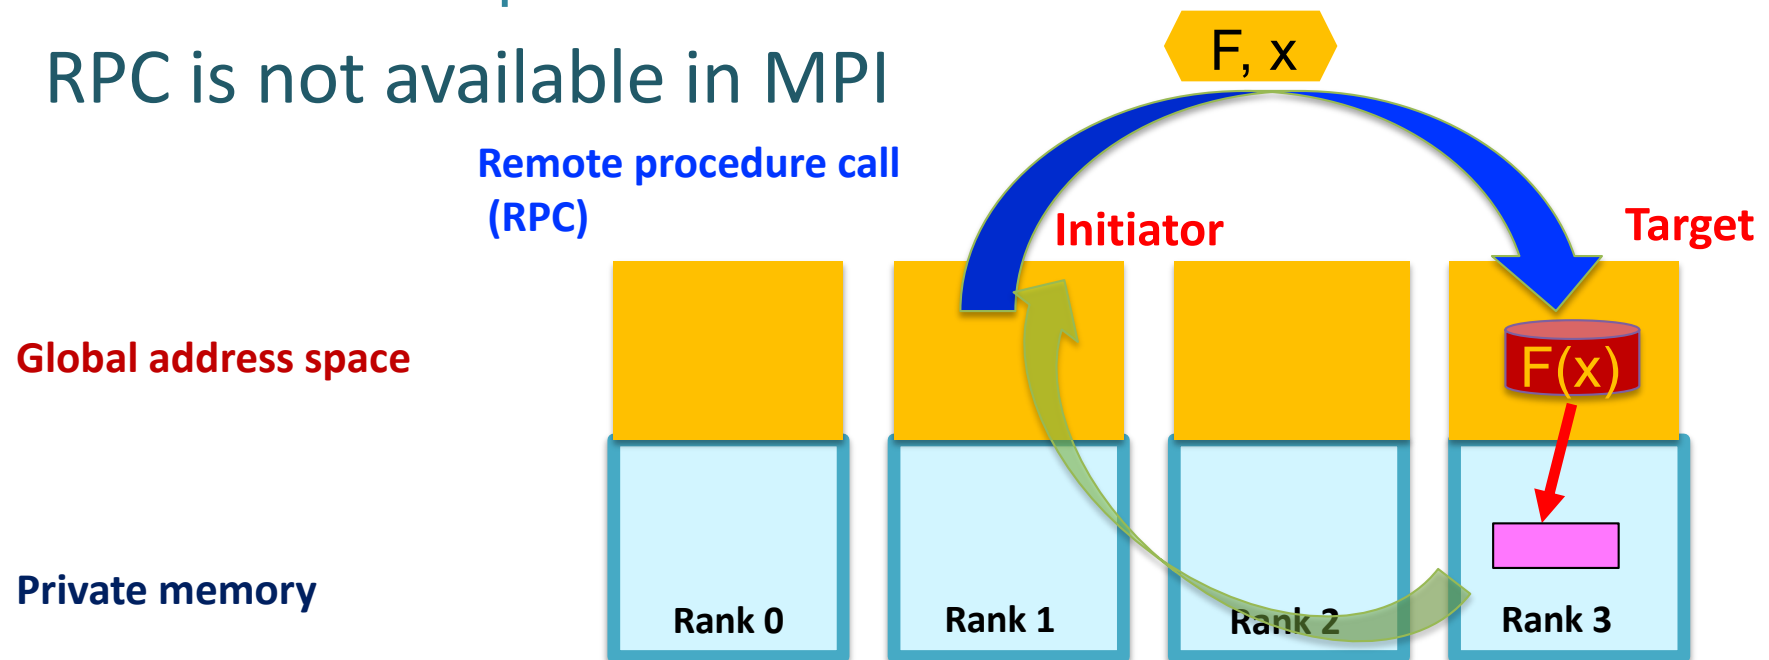 RPC is not available in MPI
F, x
Remote procedure call
(RPC)
Initiator
Target
Global address space
F(x)
Private memory
Rank 0
Rank 1
Rank 2
Rank 3